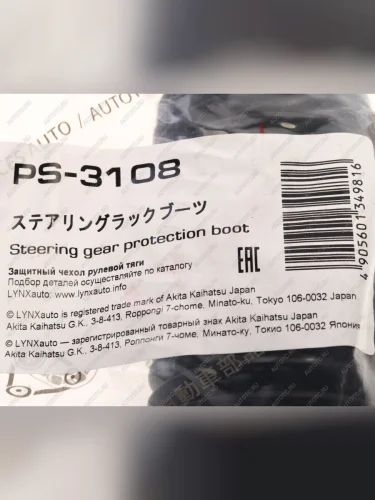 AUTO / AUTO
PS-3108
ステアリングラックブーツ
Steering gear protection boot
Защитный чехол рулевой тяги
Подбор деталей осуществляйте по каталогу
LYNXauto: www.lynxauto.info
EAC
4905601349816
© LYNXauto is registered trade mark of Akita Kaihatsu Japan
Akita Kaihatsu G.K., 3-8-413, Roppongi 7-chome, Minato-ku, Tokyo 106-0032 Japan
© LYNXauto — зарегистрированный товарный знак Akita Kaihatsu Japan
Akita Kaihatsu G.K., 3-8-413, Роппонги 7-чоме, Минато-ку, Токио 106-0032 Япония
動車部